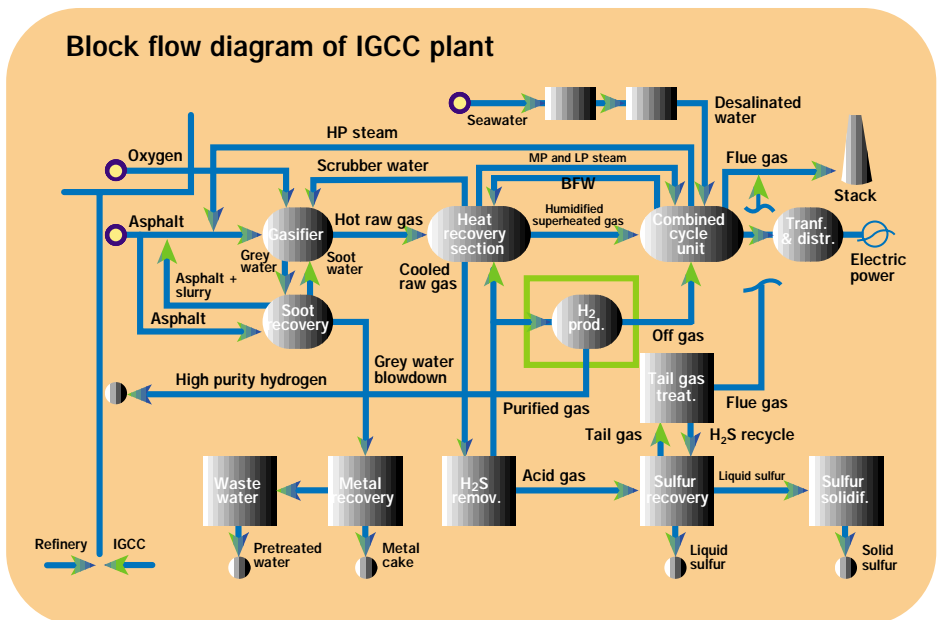 Block flow diagram of IGCC plant
Seawater
Desalinated
water
HP steam
Oxygen
Scrubber water
MP and LP steam
Flue gas
BFW
Stack
Asphalt
Gasifier
Hot raw gas
Heat
recovery
section
Humidified
superheated gas
Combined
cycle
unit
Tranf.
& distr.
Electric
power
Grey
water
Soot
water
Cooled
raw gas
Asphalt +
slurry
Asphalt
Soot
recovery
H2
prod.
Off gas
Grey water
blowdown
High purity hydrogen
Purified gas
Tail gas
treat.
Flue gas
Tail gas
H2S recycle
Waste
water
Metal
recovery
H2S
remov.
Acid gas
Sulfur
recovery
Liquid sulfur
Sulfur
solidif.
Refinery
IGCC
Pretreated
water
Metal
cake
Liquid
sulfur
Solid
sulfur